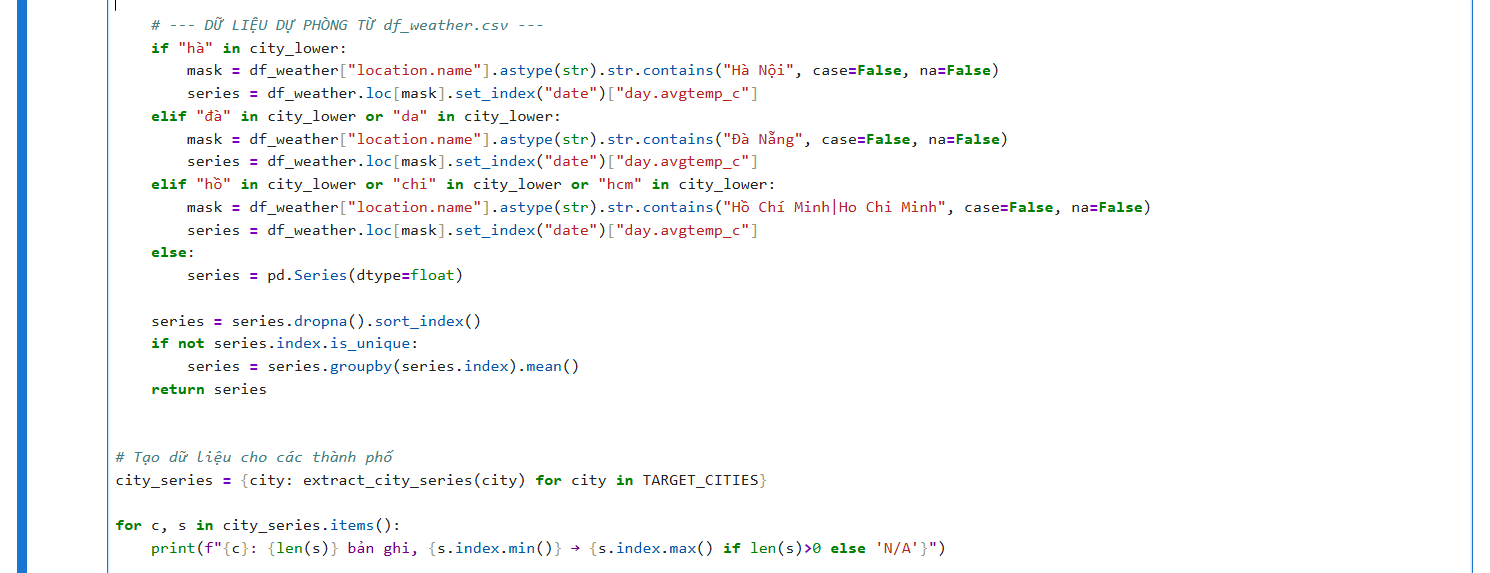 # --- DỮ LIỆU DỰ PHÒNG TỪ df_weather.csv ---
if "hà" in city_lower:
mask = df_weather["location.name"].astype(str).str.contains("Hà Nội", case=False, na=False)
series = df_weather.loc[mask].set_index("date")["day.avgtemp_c"]
elif "đà" in city_lower or "da" in city_lower:
mask = df_weather["location.name"].astype(str).str.contains("Đà Nẵng", case=False, na=False)
series = df_weather.loc[mask].set_index("date")["day.avgtemp_c"]
elif "hồ" in city_lower or "chi" in city_lower or "hcm" in city_lower:
mask = df_weather["location.name"].astype(str).str.contains("Hồ Chí Minh|Ho Chi Minh", case=False, na=False)
series = df_weather.loc[mask].set_index("date")["day.avgtemp_c"]
else:
series = pd.Series(dtype=float)
series = series.dropna().sort_index()
if not series.index.is_unique:
series = series.groupby(series.index).mean()
return series
# Tạo dữ liệu cho các thành phố
city_series = {city: extract_city_series(city) for city in TARGET_CITIES}
for c, s in city_series.items():
print(f"{c}: {len(s)} bản ghi, {s.index.min()} → {s.index.max() if len(s)>0 else 'N/A'}")